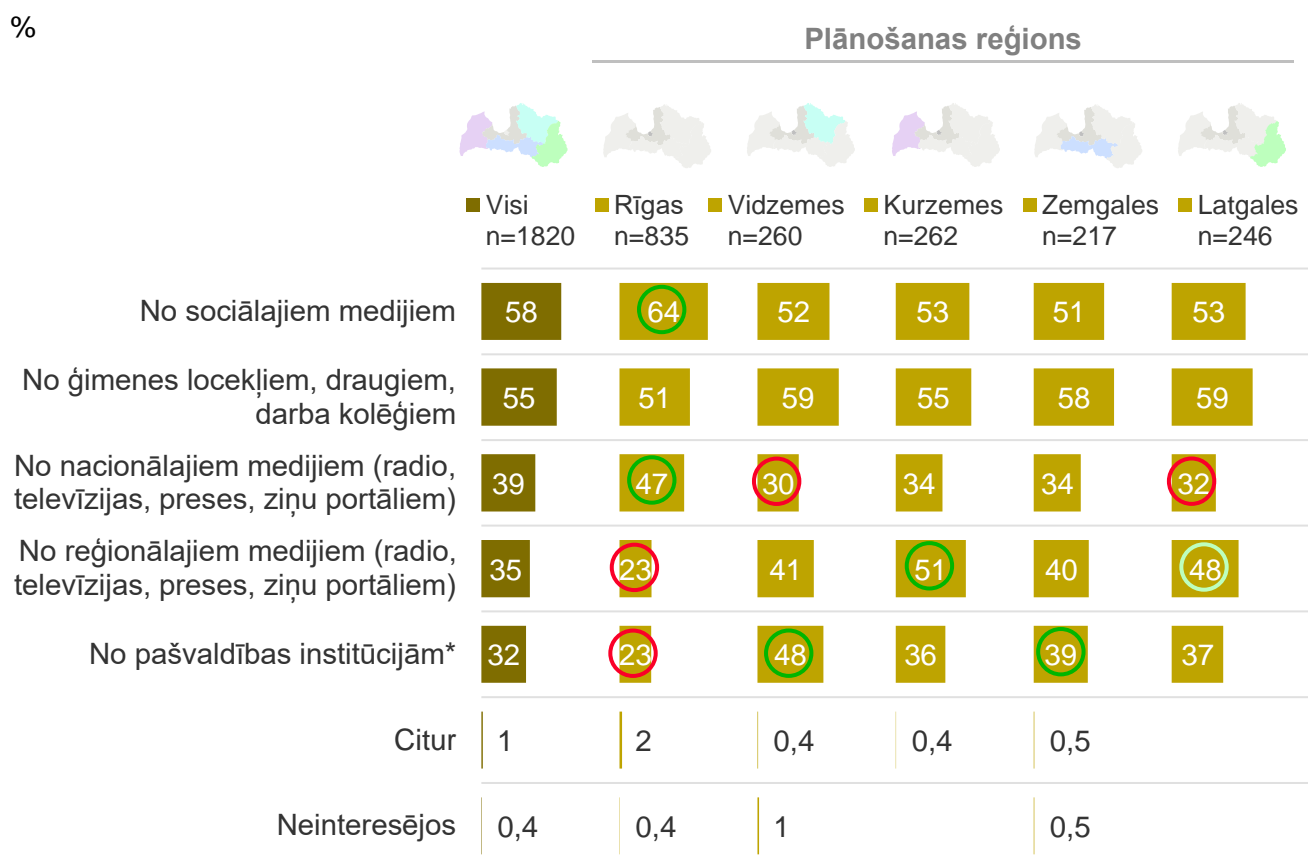 %
Plānošanas reģions
Visi
n=1820
Rīgas
n=835
Vidzemes
n=260
Kurzemes
n=262
Zemgales
n=217
Latgales
n=246
No sociālajiem medijiem
58 64 52 53 51 53
No ģimenes locekļiem, draugiem,
darba kolēģiem
55 51 59 55 58 59
No nacionālajiem medijiem (radio,
televīzijas, preses, ziņu portāliem)
39 47 30 34 34 32
No reģionālajiem medijiem (radio,
televīzijas, preses, ziņu portāliem)
35 23 41 51 40 48
No pašvaldības institūcijām*
32 23 48 36 39 37
Citur
1 2 0,4 0,4 0,5
Neinteresējos
0,4 0,4 1 0,5